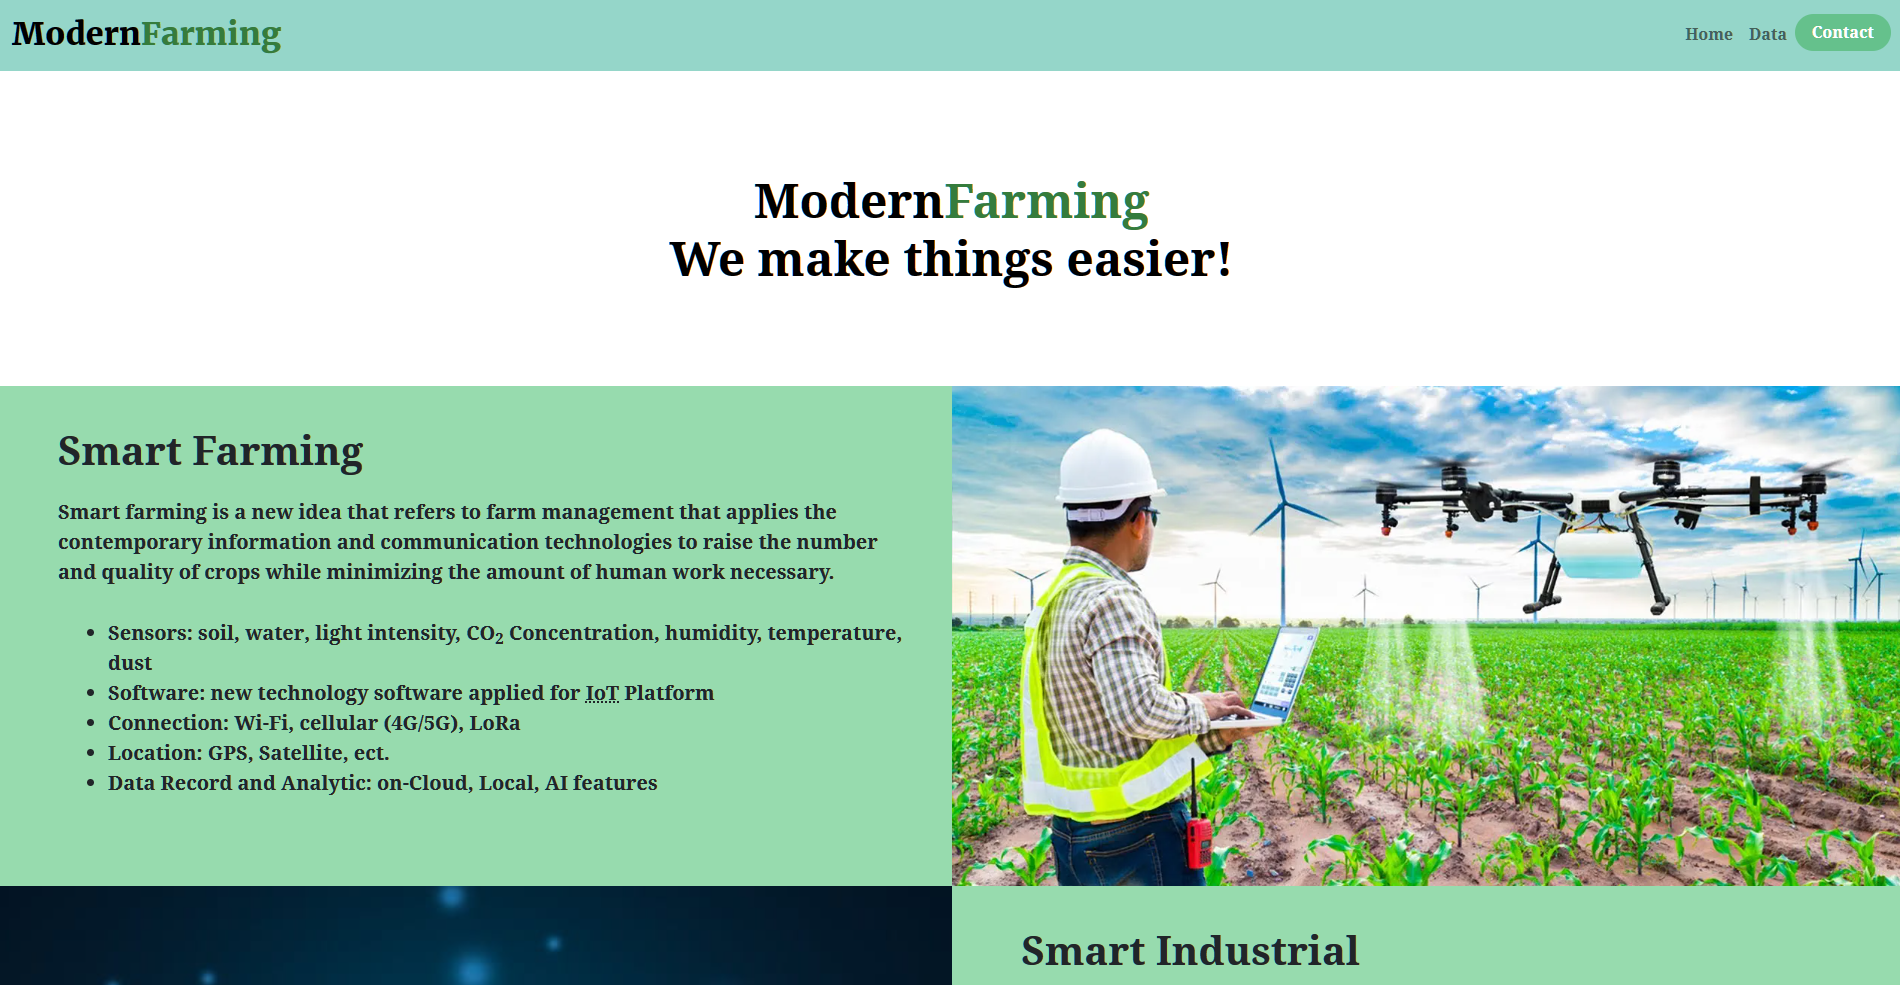 ModernFarming
Home Data Contact
ModernFarming
We make things easier!
Smart Farming
Smart farming is a new idea that refers to farm management that applies the
contemporary information and communication technologies to raise the number
and quality of crops while minimizing the amount of human work necessary.
• Sensors: soil, water, light intensity, CO₂ Concentration, humidity, temperature,
dust
• Software: new technology software applied for IoT Platform
• Connection: Wi-Fi, cellular (4G/5G), LoRa
• Location: GPS, Satellite, ect.
• Data Record and Analytic: on-Cloud, Local, AI features
Smart Industrial